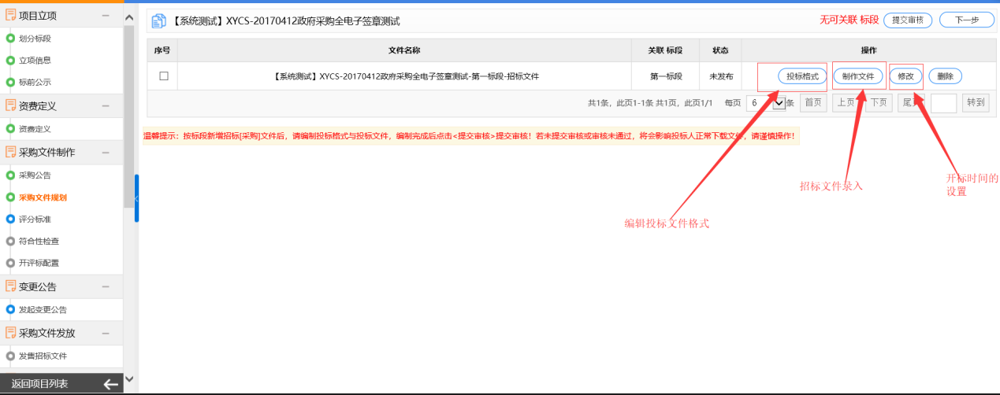 项目立项
划分标段
立项信息
标前公示
资费定义
资费定义
采购文件制作
采购公告
采购文件规划
评分标准
符合性检查
开评标配置
变更公告
发起变更公告
采购文件发放
发售招标文件
返回项目列表
【系统测试】XYCS-20170412政府采购全电子签章测试
无可关联 标段 提交审核 下一步
序号 文件名称 关联 标段 状态 操作
【系统测试】XYCS-20170412政府采购全电子签章测试-第一标段-招标文件 第一标段 未发布 投标格式 制作文件 修改 删除
共1条, 此页1-1条 共1页, 此页1/1 每页 6 条 首页 上页 下页 尾页 转到
温馨提示：按标段新增招标[采购]文件后，请编制投标格式与投标文件，编制完成后点击<提交审核>提交审核！若未提交审核或审核未通过，将会影响投标人正常下载文件，请谨慎操作!
编辑投标文件格式
招标文件录入
开标时间的
设置